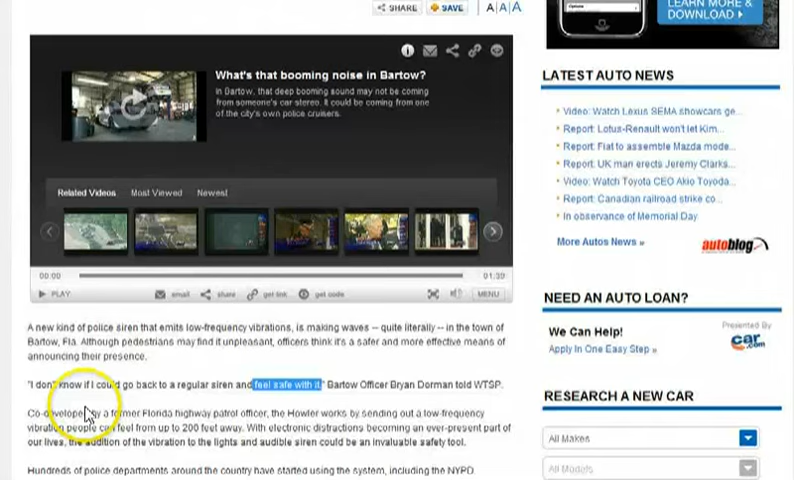 SHARE
SAVE
A A A
LEARN MORE &
DOWNLOAD
What's that booming noise in Bartow?
In Bartow, that deep booming sound may not be coming
from someone's car stereo. It could be coming from one
of the city's own police cruisers.
Related Videos Most Viewed Newest
00:00 01:39
PLAY email share get link get code MENU
A new kind of police siren that emits low-frequency vibrations, is making waves -- quite literally -- in the town of
Bartow, Fla. Although pedestrians may find it unpleasant, officers think it's a safer and more effective means of
announcing their presence.
"I don't know if I could go back to a regular siren and feel safe with it," Bartow Officer Bryan Dorman told WTSP.
Co-developed by a former Florida highway patrol officer, the Howler works by sending out a low-frequency
vibration people can feel from up to 200 feet away. With electronic distractions becoming an ever-present part of
our lives, the addition of the vibration to the lights and audible siren could be an invaluable safety tool.
Hundreds of police departments around the country have started using the system, including the NYPD
LATEST AUTO NEWS
Video: Watch Lexus SEMA showcars ge...
Report: Lotus-Renault won't let Kim...
Report: Fiat to assemble Mazda mode...
Report: UK man erects Jeremy Clarks...
Video: Watch Toyota CEO Akio Toyoda...
Report: Canadian railroad strike co...
In observance of Memorial Day
More Autos News »
autoblog
NEED AN AUTO LOAN?
We Can Help!
Apply In One Easy Step »
Presented By
car.com
RESEARCH A NEW CAR
All Makes
All Models